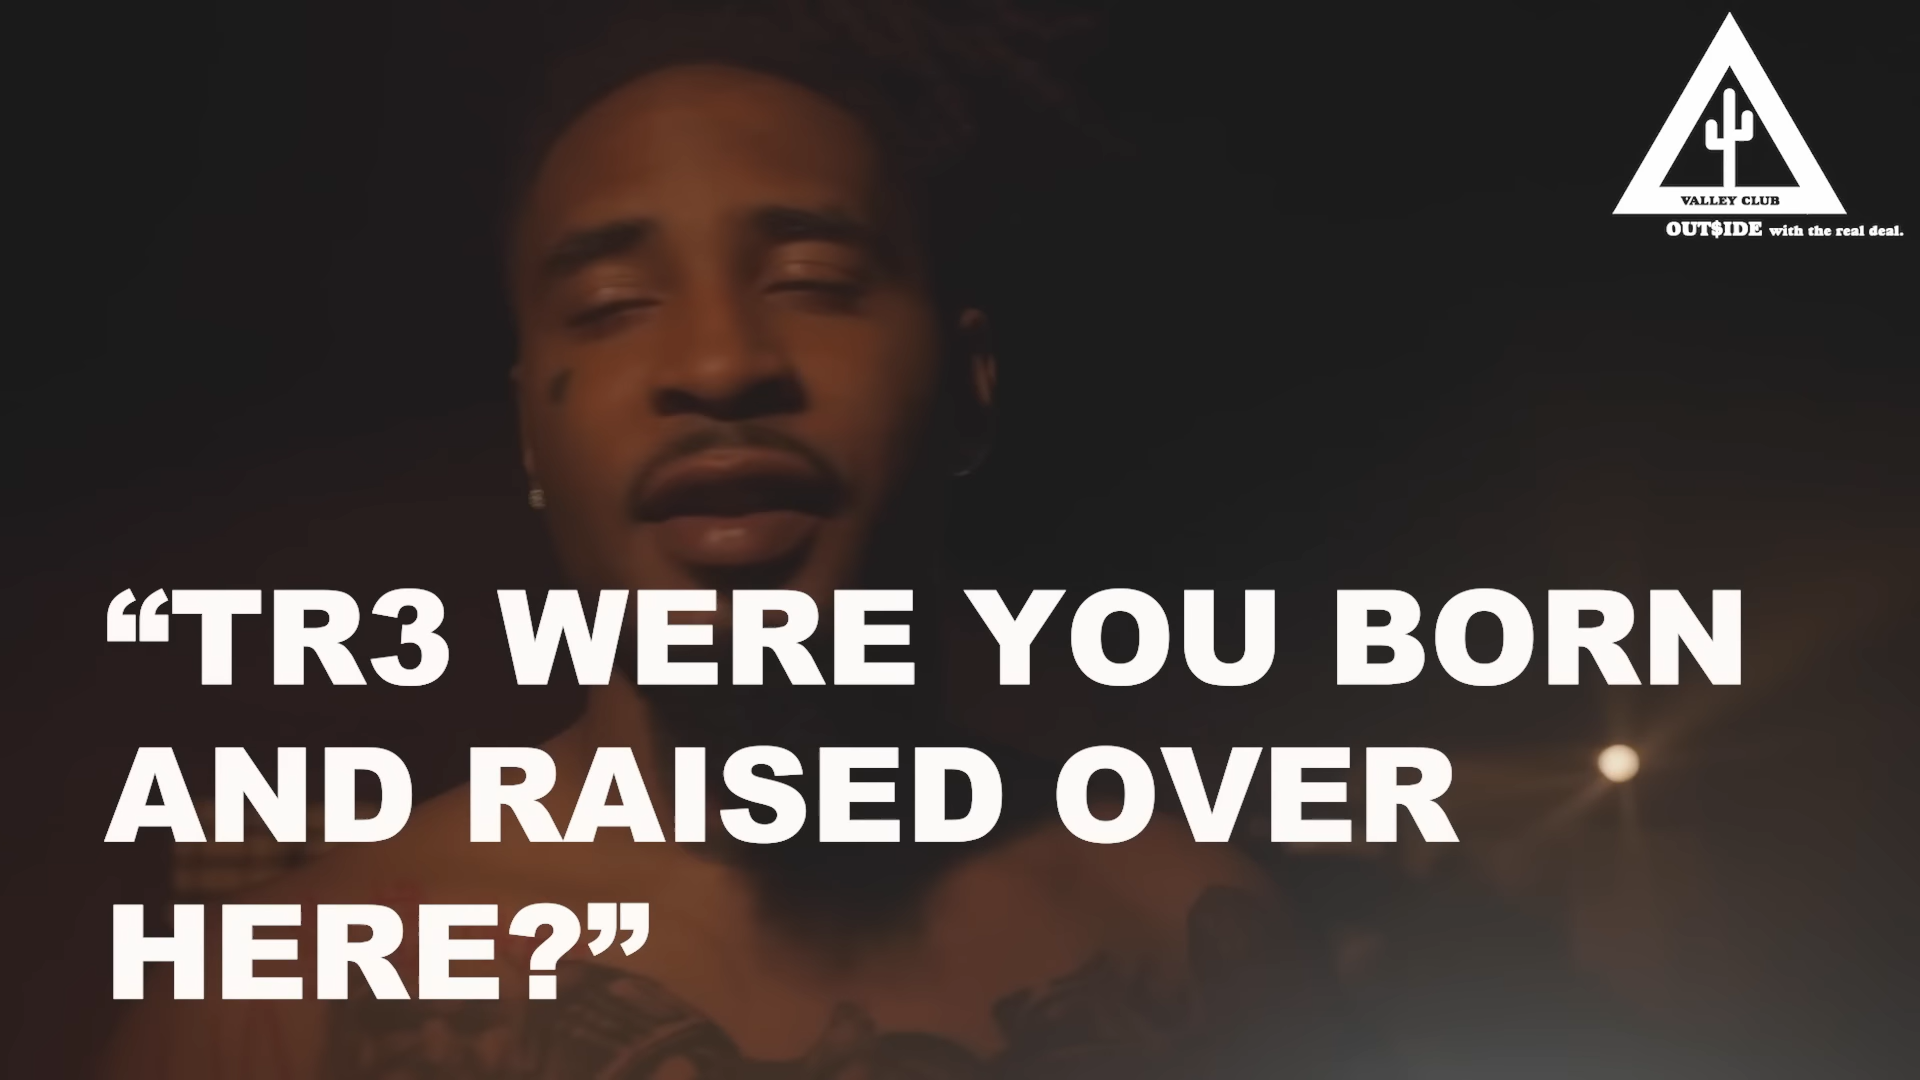 VALLEY CLUB
OUT$IDE with the real deal.
“TR3 WERE YOU BORN
AND RAISED OVER
HERE?”